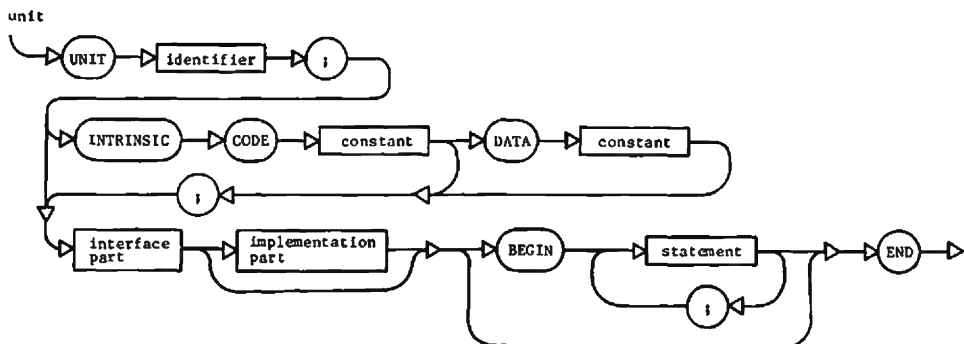 unit
UNIT identifier ;
INTRINSIC CODE constant DATA constant
;
interface part implementation part BEGIN statement END
;